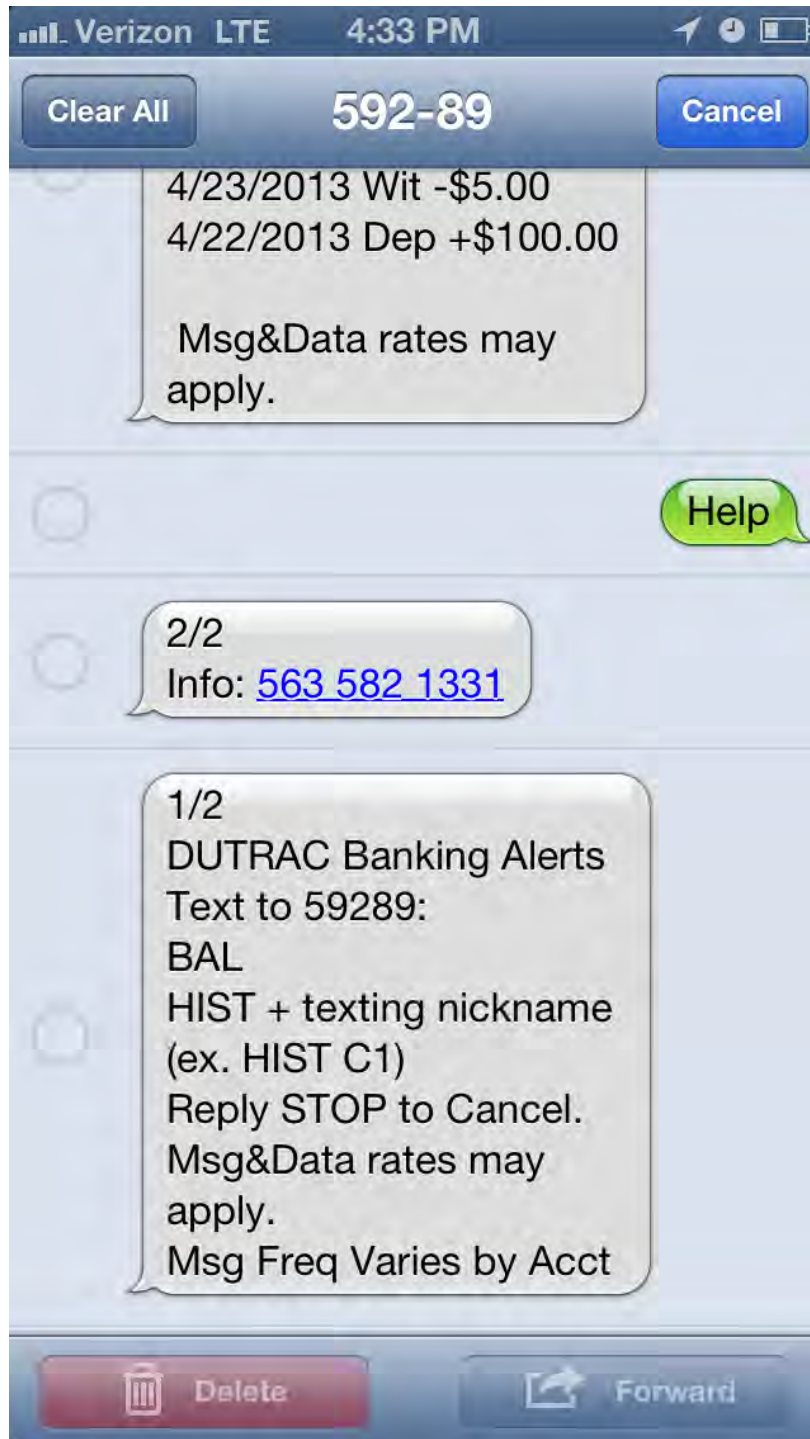 Verizon LTE 4:33 PM
Clear All 592-89 Cancel
4/23/2013 Wit -$5.00
4/22/2013 Dep +$100.00
Msg&Data rates may
apply.
Help
2/2
Info: 563 582 1331
1/2
DUTRAC Banking Alerts
Text to 59289:
BAL
HIST + texting nickname
(ex. HIST C1)
Reply STOP to Cancel.
Msg&Data rates may
apply.
Msg Freq Varies by Acct
Delete Forward